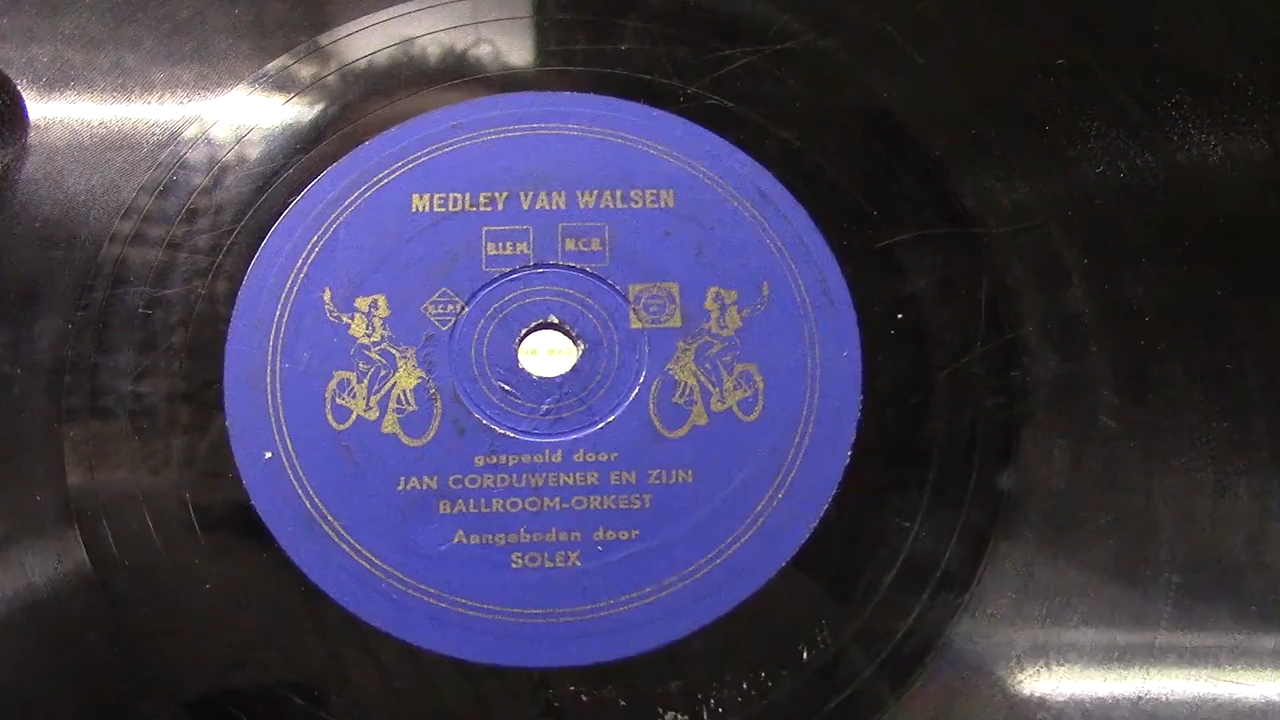 MEDLEY VAN WALSEN
B.I.E.M. N.C.B.
gespeeld door
JAN CORDUWENER EN ZIJN
BALLROOM-ORKEST
Aangeboden door
SOLEX